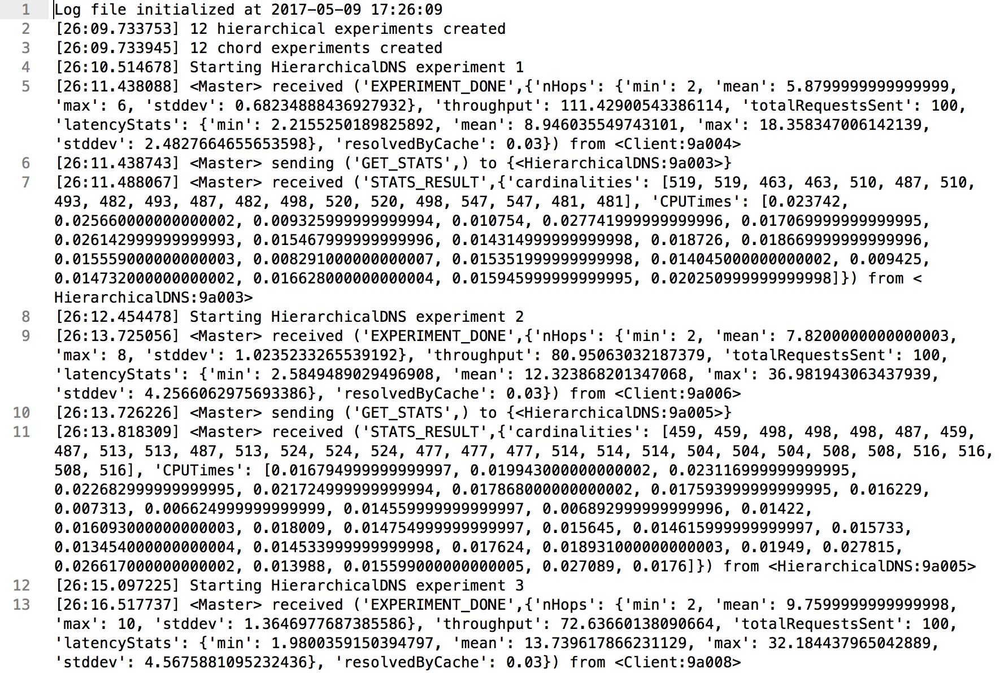 1 Log file initialized at 2017-05-09 17:26:09
2 [26:09.733753] 12 hierarchical experiments created
3 [26:09.733945] 12 chord experiments created
4 [26:10.514678] Starting HierarchicalDNS experiment 1
5 [26:11.438088] <Master> received ('EXPERIMENT_DONE',{'nHops': {'min': 2, 'mean': 5.8799999999999999,
'max': 6, 'stddev': 0.68234888436927932}, 'throughput': 111.42900543386114, 'totalRequestsSent': 100,
'latencyStats': {'min': 2.2155250189825892, 'mean': 8.946035549743101, 'max': 18.358347006142139,
'stddev': 2.4827664655653598}, 'resolvedByCache': 0.03}) from <Client:9a004>
6 [26:11.438743] <Master> sending ('GET_STATS',) to {<HierarchicalDNS:9a003>}
7 [26:11.488067] <Master> received ('STATS_RESULT',{'cardinalities': [519, 519, 463, 463, 510, 487, 510,
493, 482, 493, 487, 482, 498, 520, 520, 498, 547, 547, 481, 481], 'CPUTimes': [0.023742,
0.025660000000000002, 0.009325999999999994, 0.010754, 0.027741999999999996, 0.017069999999999995,
0.026142999999999993, 0.015467999999999996, 0.014314999999999998, 0.018726, 0.018669999999999996,
0.015559000000000003, 0.008291000000000007, 0.015351999999999998, 0.014045000000000002, 0.009425,
0.014732000000000002, 0.016628000000000004, 0.015945999999999995, 0.020250999999999998]}) from <
HierarchicalDNS:9a003>
8 [26:12.454478] Starting HierarchicalDNS experiment 2
9 [26:13.725056] <Master> received ('EXPERIMENT_DONE',{'nHops': {'min': 2, 'mean': 7.8200000000000003,
'max': 8, 'stddev': 1.0235233265539192}, 'throughput': 80.95063032187379, 'totalRequestsSent': 100,
'latencyStats': {'min': 2.5849489029496908, 'mean': 12.323868201347068, 'max': 36.981943063437939,
'stddev': 4.2566062975693386}, 'resolvedByCache': 0.03}) from <Client:9a006>
10 [26:13.726226] <Master> sending ('GET_STATS',) to {<HierarchicalDNS:9a005>}
11 [26:13.818309] <Master> received ('STATS_RESULT',{'cardinalities': [459, 459, 498, 498, 498, 487, 459,
487, 513, 513, 487, 513, 524, 524, 524, 477, 477, 477, 514, 514, 514, 504, 504, 504, 508, 508, 516, 516,
508, 516], 'CPUTimes': [0.016794999999999997, 0.019943000000000002, 0.023116999999999995,
0.022682999999999995, 0.021724999999999994, 0.017868000000000002, 0.017593999999999995, 0.016229,
0.007313, 0.006624999999999999, 0.014559999999999997, 0.006892999999999996, 0.01422,
0.016093000000000003, 0.018009, 0.014754999999999997, 0.015645, 0.014615999999999997, 0.015733,
0.013454000000000004, 0.014533999999999998, 0.017624, 0.018931000000000003, 0.01949, 0.027815,
0.026617000000000002, 0.013988, 0.015599000000000005, 0.027089, 0.0176]}) from <HierarchicalDNS:9a005>
12 [26:15.097225] Starting HierarchicalDNS experiment 3
13 [26:16.517737] <Master> received ('EXPERIMENT_DONE',{'nHops': {'min': 2, 'mean': 9.7599999999999998,
'max': 10, 'stddev': 1.3646977687385586}, 'throughput': 72.63660138090664, 'totalRequestsSent': 100,
'latencyStats': {'min': 1.9800359150394797, 'mean': 13.739617866231129, 'max': 32.184437965042889,
'stddev': 4.5675881095232436}, 'resolvedByCache': 0.03}) from <Client:9a008>